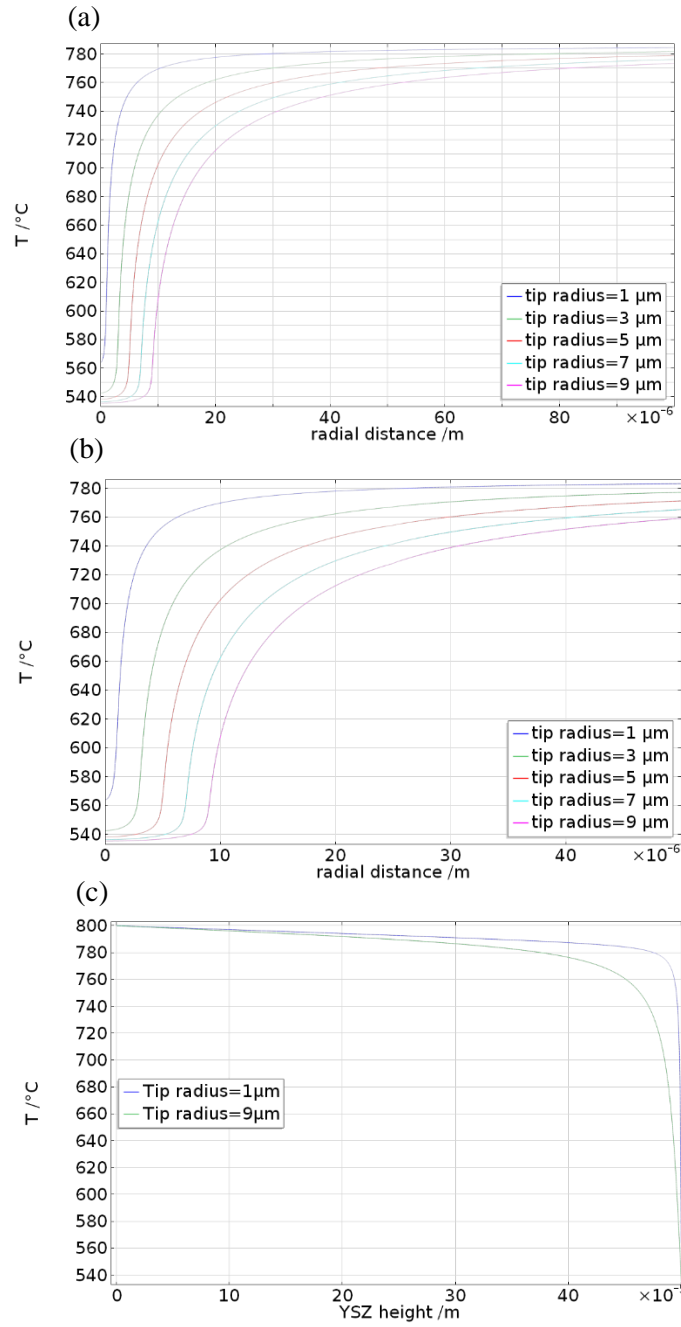 (a)
780
760
740
720
700
680
660
640
620
600
580
560
540
T /°C
tip radius=1 µm
tip radius=3 µm
tip radius=5 µm
tip radius=7 µm
tip radius=9 µm
0 20 40 60 80 ×10⁻⁶
radial distance /m
(b)
780
760
740
720
700
680
660
640
620
600
580
560
540
T /°C
tip radius=1 µm
tip radius=3 µm
tip radius=5 µm
tip radius=7 µm
tip radius=9 µm
0 10 20 30 40 ×10⁻⁶
radial distance /m
(c)
800
780
760
740
720
700
680
660
640
620
600
580
560
540
T /°C
Tip radius=1µm
Tip radius=9µm
0 10 20 30 40
YSZ height /m